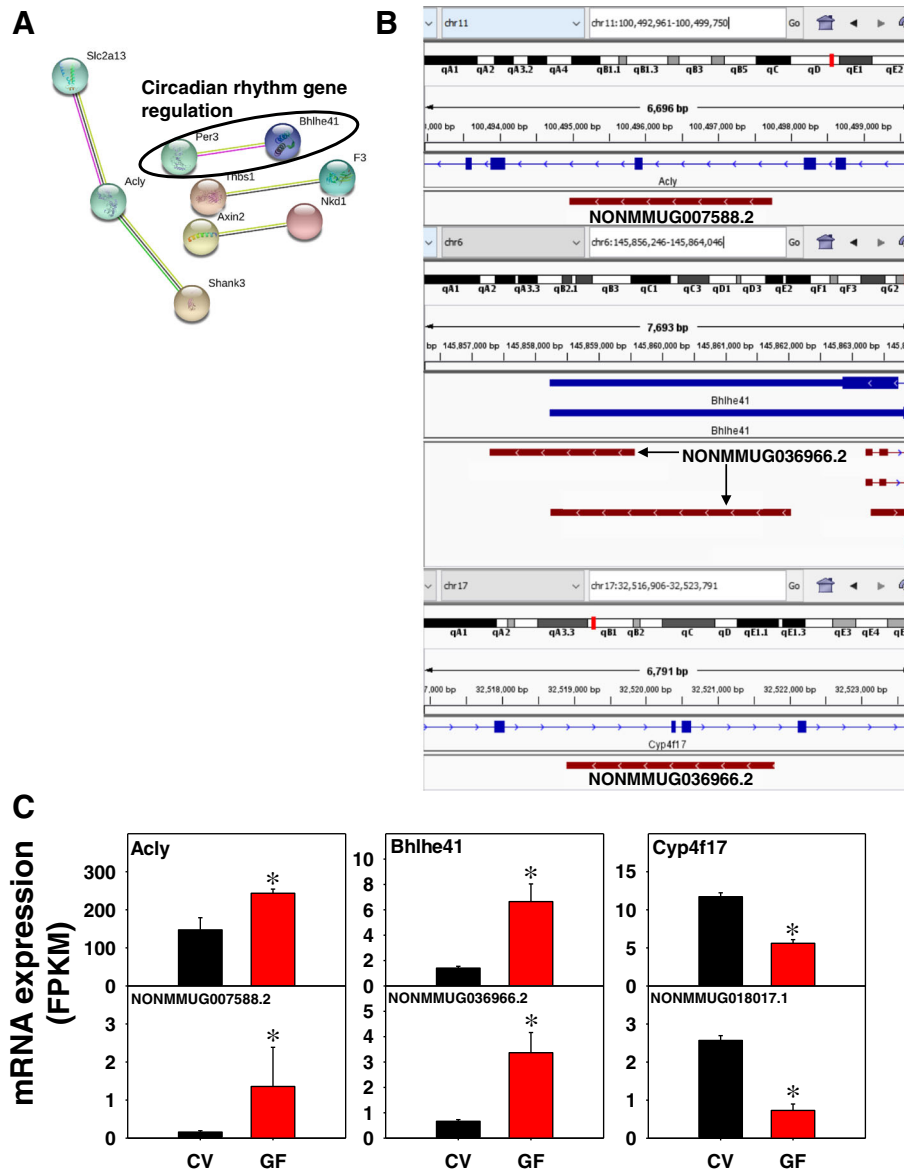 A
Slc2a13
Circadian rhythm gene
regulation
Bhlhe41
Per3
F3
Thbs1
Acly
Nkd1
Axin2
Shank3
B
chr11
chr11:100,492,961-100,499,750
Go
qA1 qA2 qA3.2 qA4 qB1.1 qB1.3 qB3 qB5 qC qD qE1 qE2
6,696 bp
,000 bp 100,494,000 bp 100,495,000 bp 100,496,000 bp 100,497,000 bp 100,498,000 bp 100,499,000 bp
Acly
NONMMUG007588.2
chr6
chr6:145,856,246-145,864,046
Go
qA1 qA2 qA3.3 qB2.1 qB3 qC1 qC3 qD1 qD3 qE2 qF1 qF3 qG2
7,693 bp
bp 145,857,000 bp 145,858,000 bp 145,859,000 bp 145,860,000 bp 145,861,000 bp 145,862,000 bp 145,863,000 bp 145,8
Bhlhe41
Bhlhe41
NONMMUG036966.2
chr17
chr17:32,516,906-32,523,791
Go
qA1 qA2 qA3.3 qB1 qB2 qC qD qE1.1 qE1.3 qE3 qE4 qE
6,791 bp
7,000 bp 32,518,000 bp 32,519,000 bp 32,520,000 bp 32,521,000 bp 32,522,000 bp 32,523,000 bp
Cyp4f17
NONMMUG036966.2
C
mRNA expression
(FPKM)
Acly
300
200
100
0
*
Bhlhe41
10
8
6
4
2
0
*
Cyp4f17
15
10
5
0
*
NONMMUG007588.2
3
2
1
0
*
CV GF
NONMMUG036966.2
5
4
3
2
1
0
*
CV GF
NONMMUG018017.1
3
2
1
0
*
CV GF